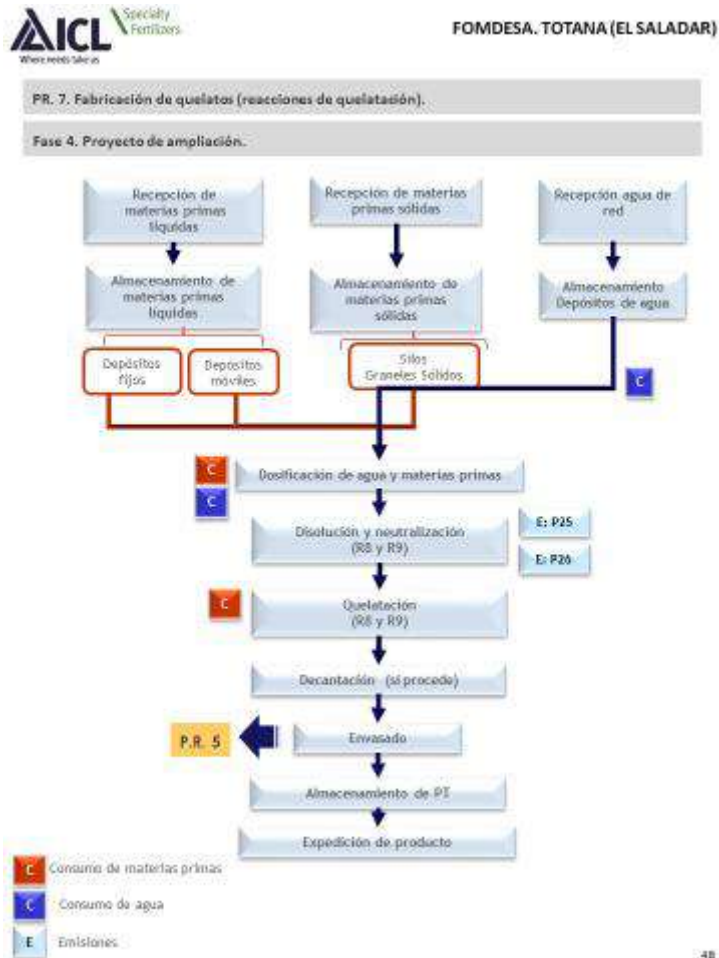 AICL
Specialty
Fertilizers
Where needs take us
FOMDESA. TOTANA (EL SALADAR)
PR. 7. Fabricación de quelatos (reacciones de quelatación).
Fase 4. Proyecto de ampliación.
Recepción de
materias primas
líquidas
Recepción de materias
primas sólidas
Recepción agua de
red
Almacenamiento de
materias primas
líquidas
Almacenamiento de
materias primas
sólidas
Almacenamiento
Depósitos de agua
Depósitos
fijos
Depósitos
móviles
Silos
Graneles Sólidos
C
C
Dosificación de agua y materias primas
C
Disolución y neutralización
(R8 y R9)
E: P25
E: P26
C
Quelatación
(R8 y R9)
Decantación (si procede)
P.R. 5
Envasado
Almacenamiento de PT
Expedición de producto
C Consumo de materias primas
C Consumo de agua
E Emisiones
48